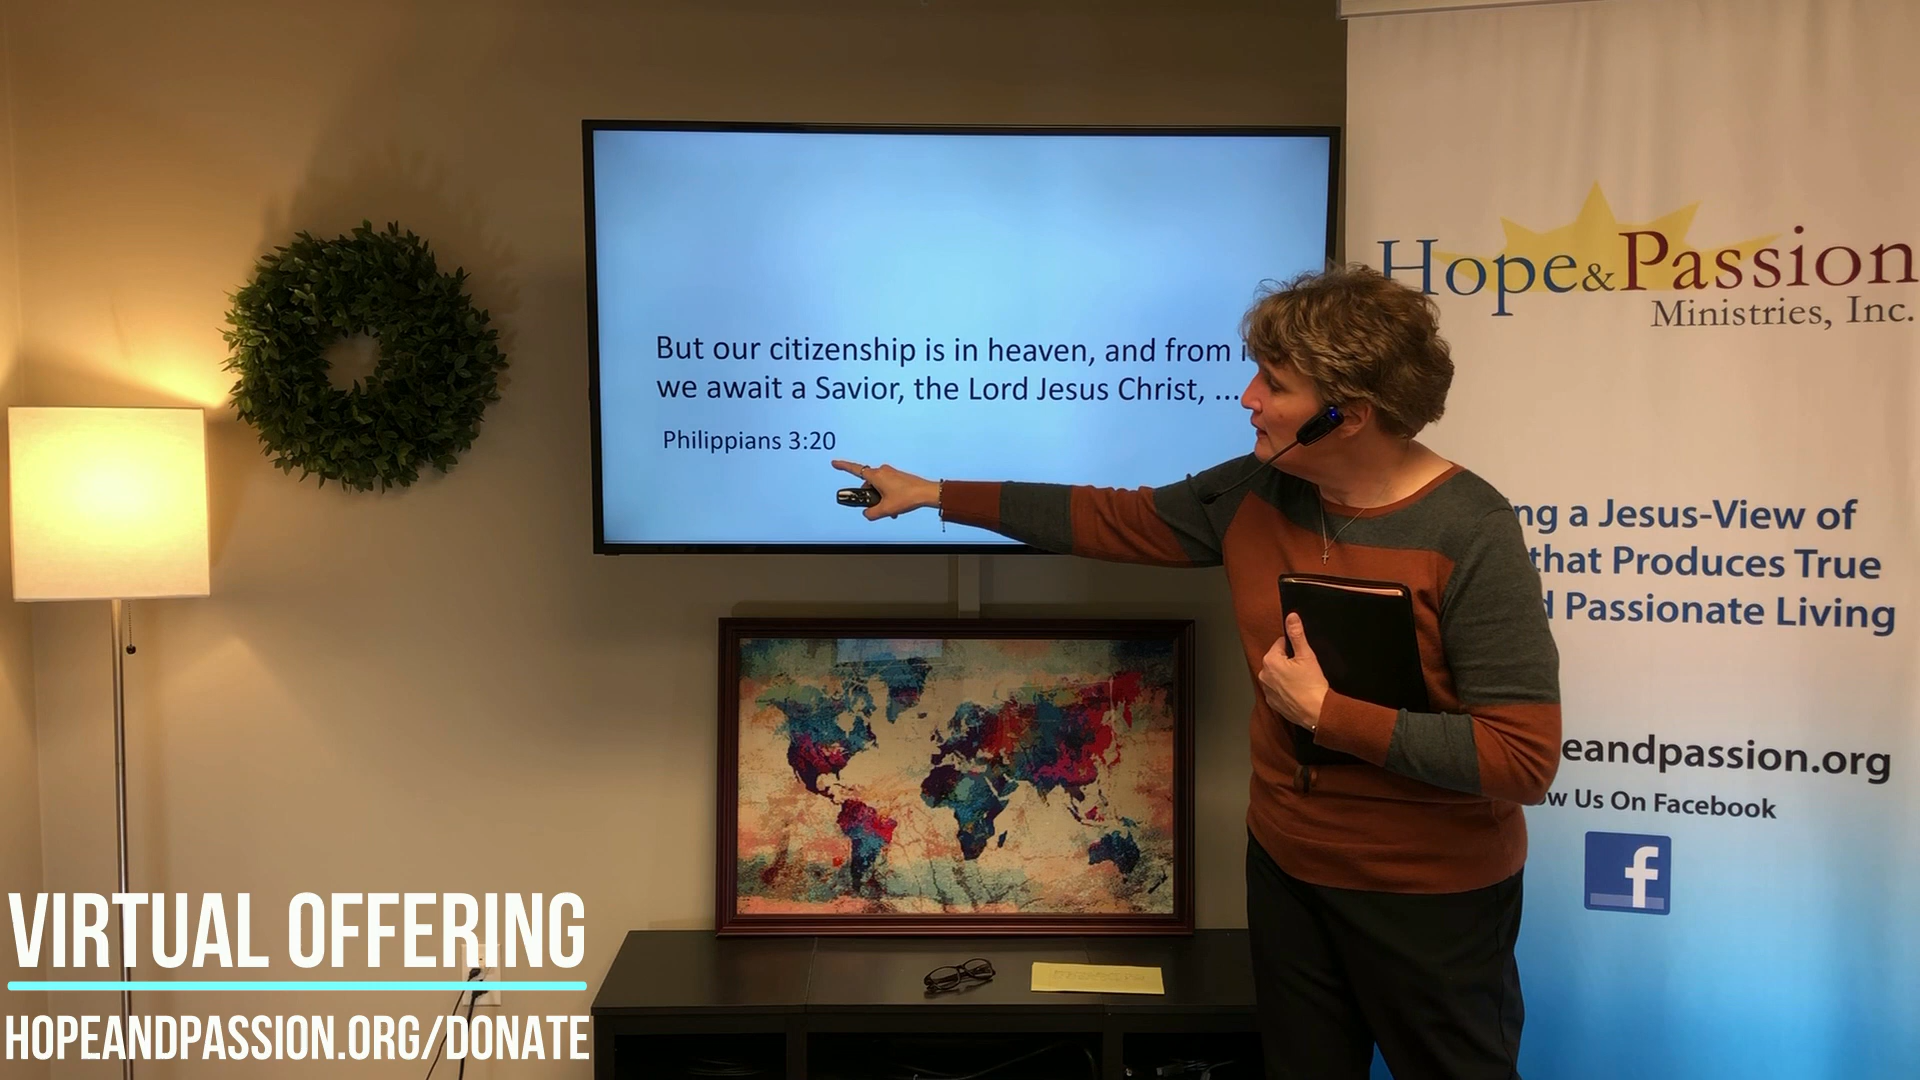 But our citizenship is in heaven, and from
we await a Savior, the Lord Jesus Christ, ...
Philippians 3:20
Hope&Passion
Ministries, Inc.
ng a Jesus-View of
that Produces True
d Passionate Living
eandpassion.org
ow Us On Facebook
f
VIRTUAL OFFERING
HOPEANDPASSION.ORG/DONATE